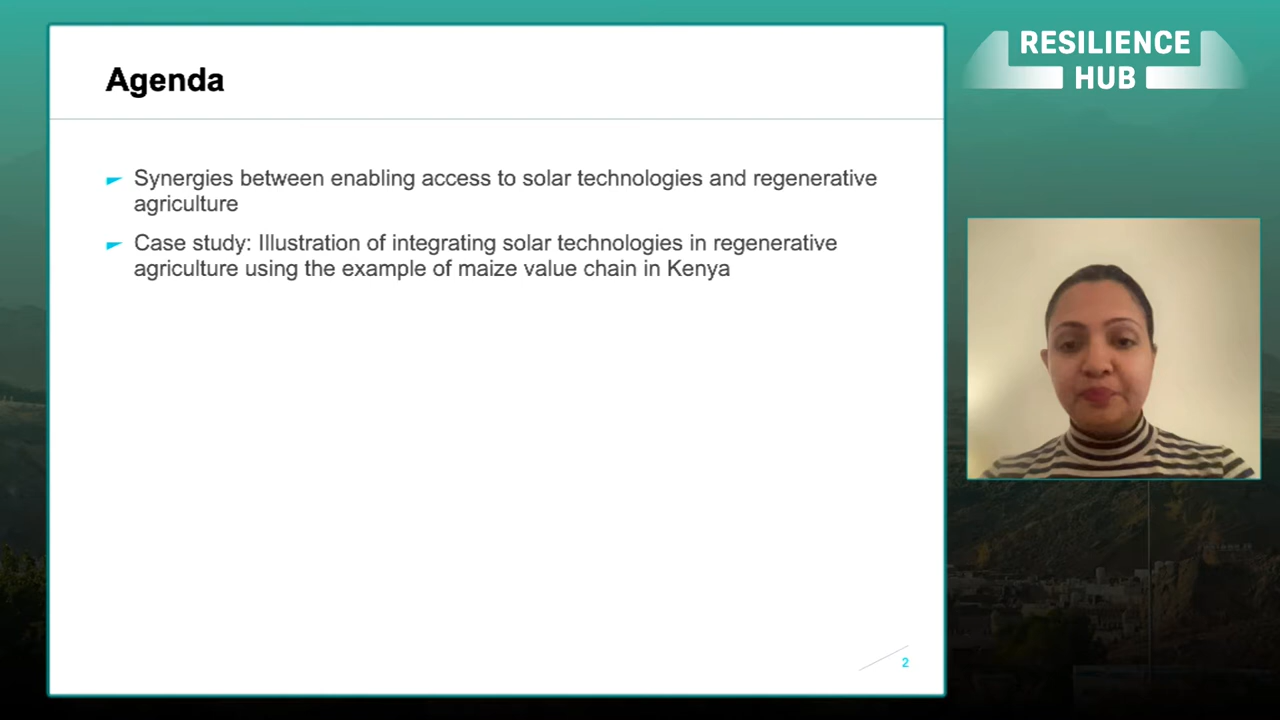 Agenda
Synergies between enabling access to solar technologies and regenerative
agriculture
Case study: Illustration of integrating solar technologies in regenerative
agriculture using the example of maize value chain in Kenya
2
RESILIENCE
HUB